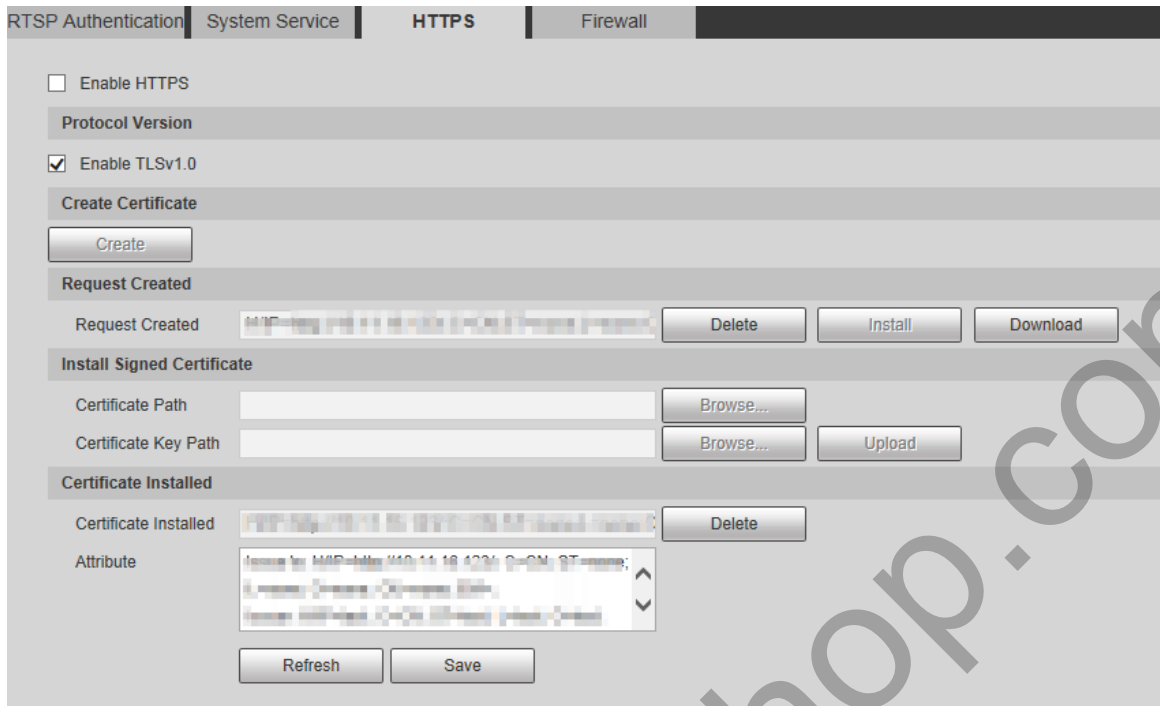 RTSP Authentication System Service HTTPS Firewall
Enable HTTPS
Protocol Version
Enable TLSv1.0
Create Certificate
Create
Request Created
Request Created Delete Install Download
Install Signed Certificate
Certificate Path Browse...
Certificate Key Path Browse... Upload
Certificate Installed
Certificate Installed Delete
Attribute
Refresh Save
hop.co